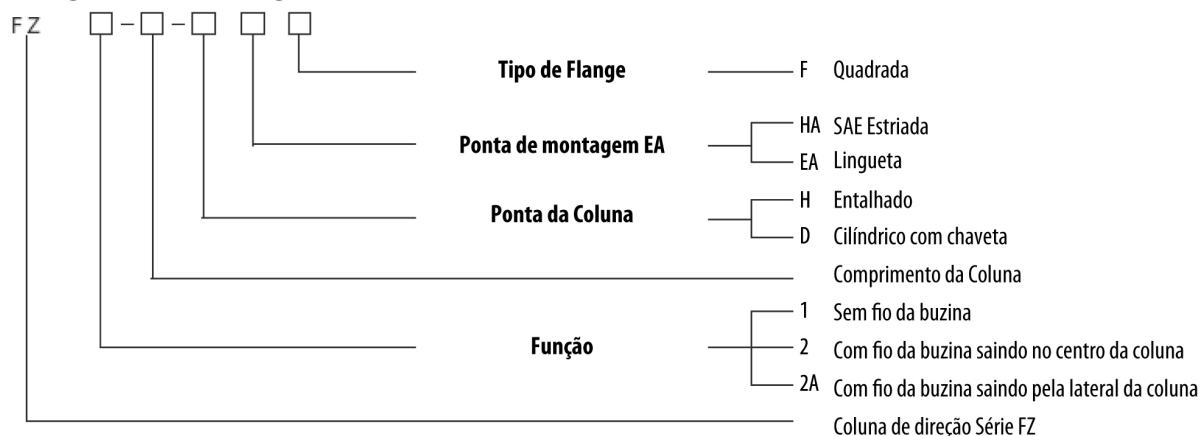 FZ □-□-□ □ □
Tipo de Flange F Quadrada
HA SAE Estriada
Ponta de montagem EA
EA Lingueta
H Entalhado
Ponta da Coluna
D Cilíndrico com chaveta
Comprimento da Coluna
1 Sem fio da buzina
Função 2 Com fio da buzina saindo no centro da coluna
2A Com fio da buzina saindo pela lateral da coluna
Coluna de direção Série FZ